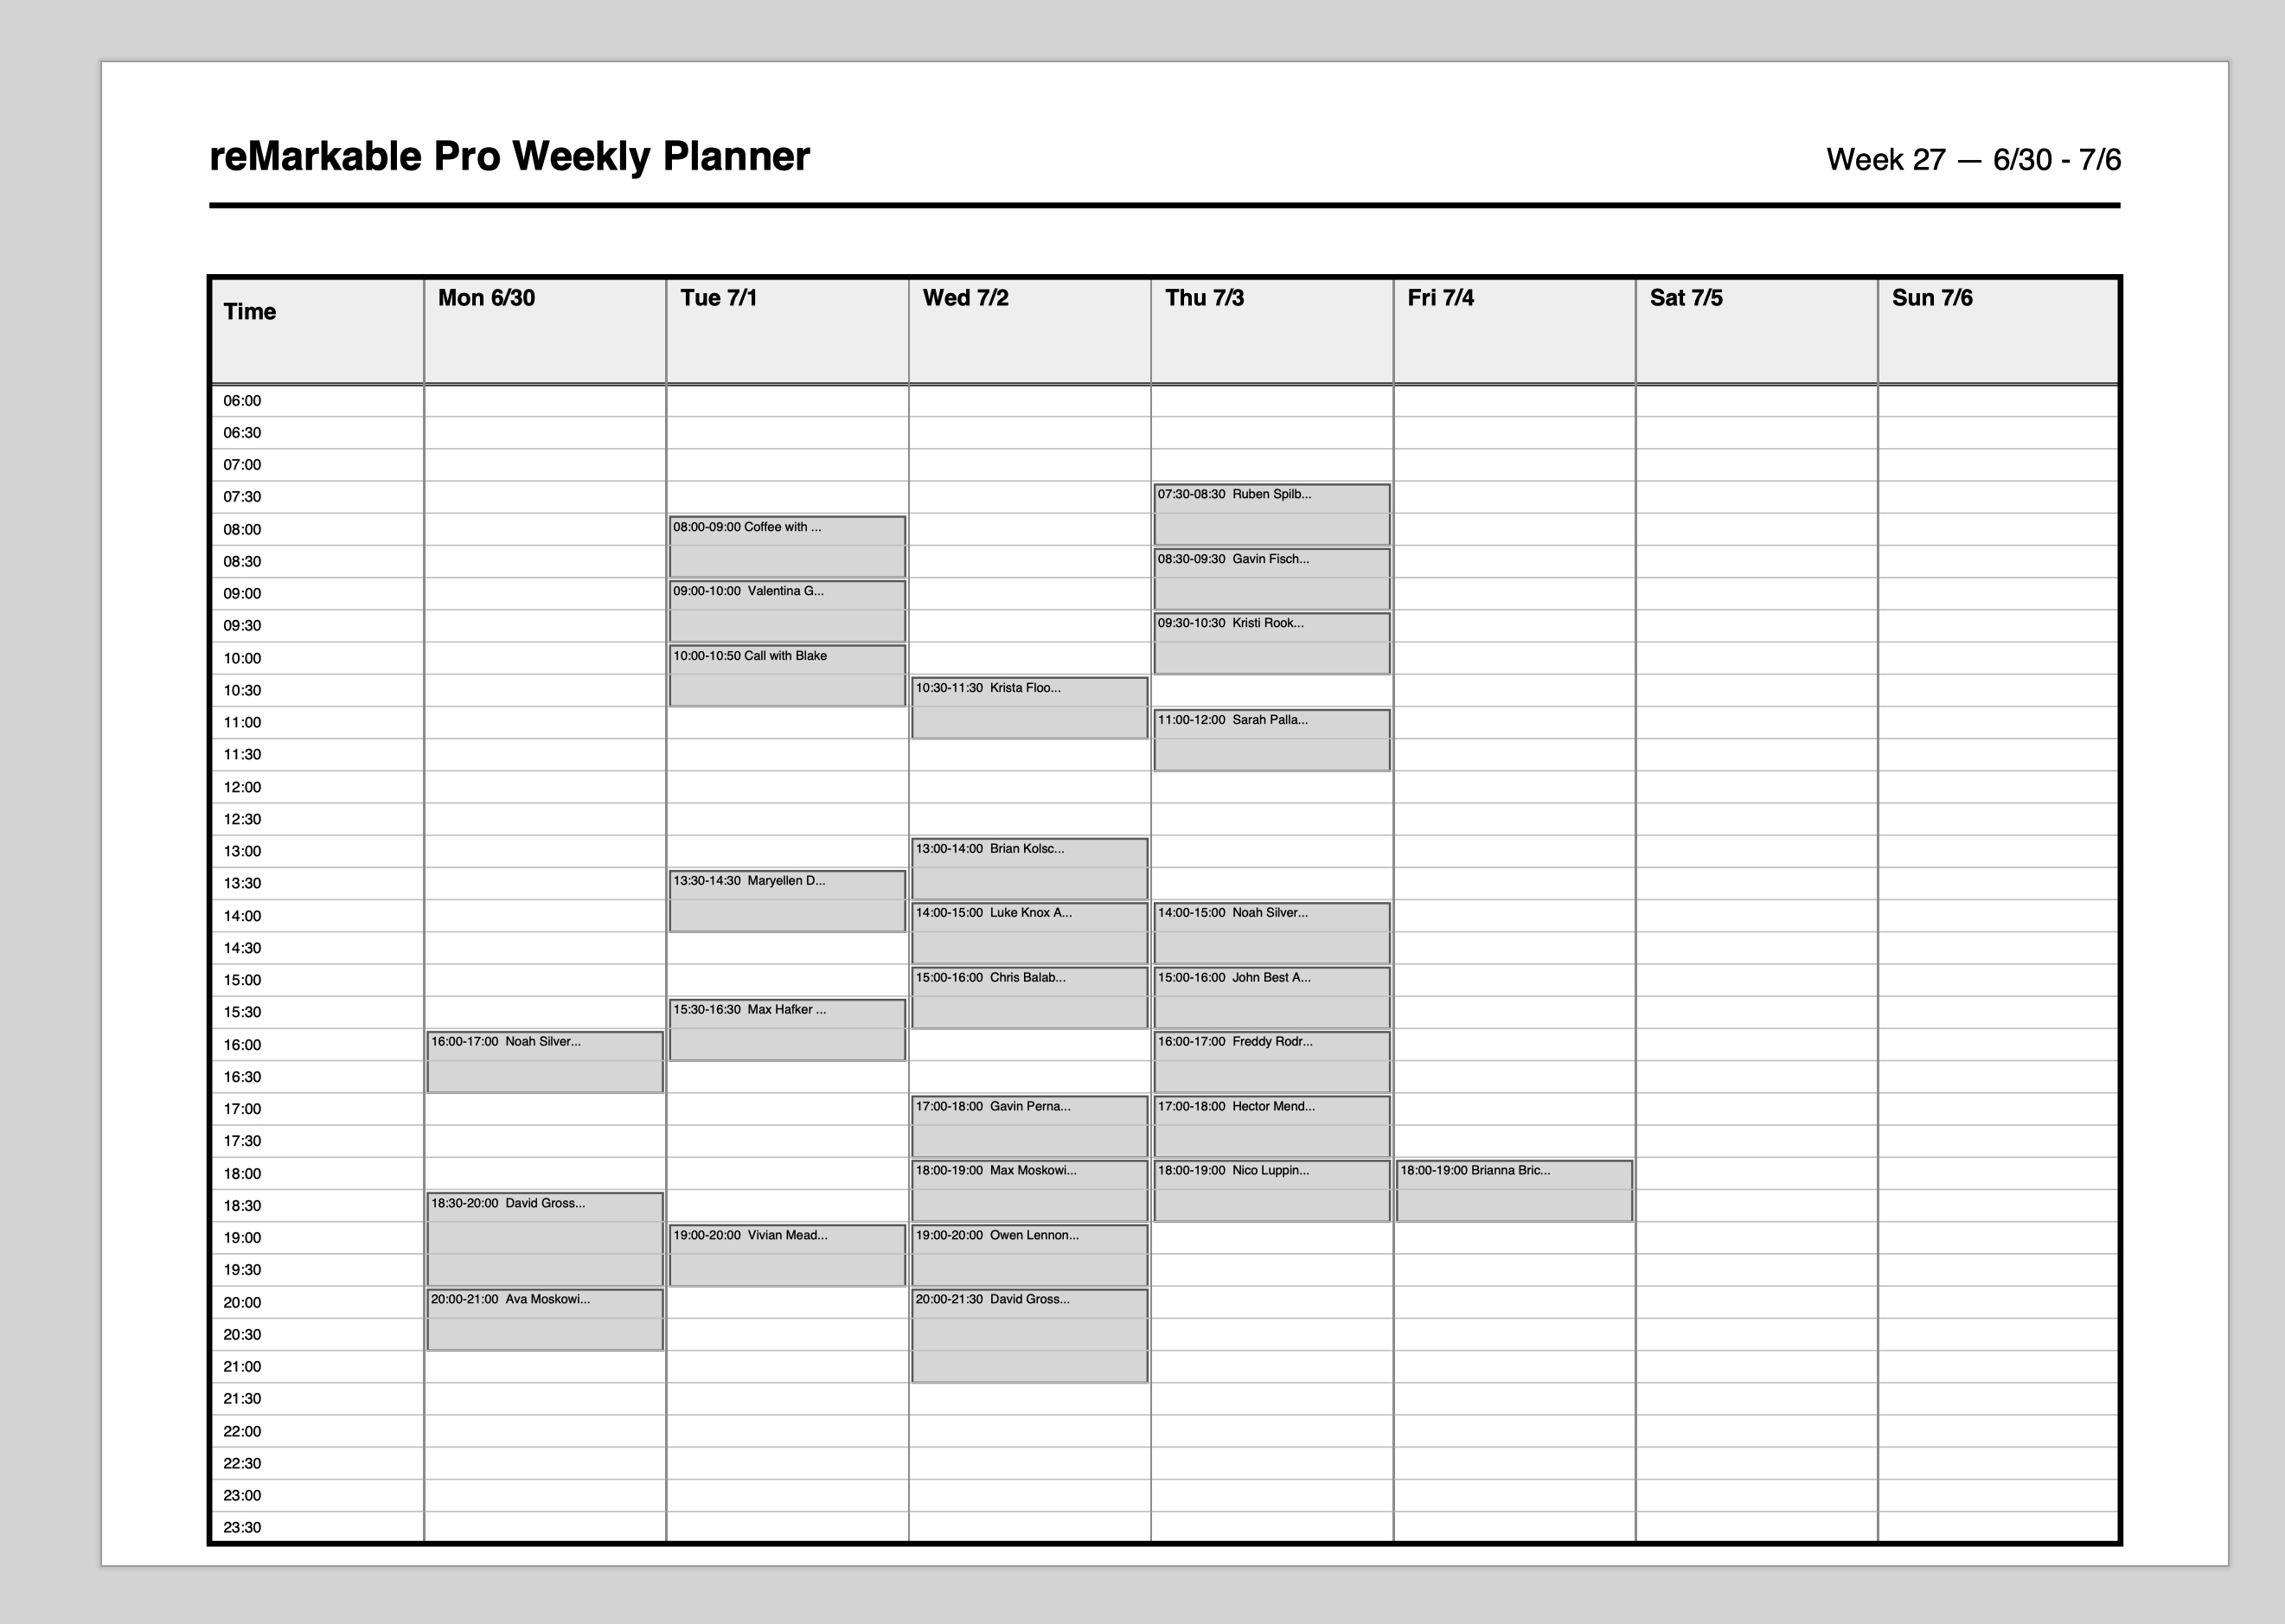 reMarkable Pro Weekly Planner
Week 27 — 6/30 - 7/6
Time Mon 6/30 Tue 7/1 Wed 7/2 Thu 7/3 Fri 7/4 Sat 7/5 Sun 7/6
06:00
06:30
07:00
07:30 07:30-08:30 Ruben Spilb...
08:00 08:00-09:00 Coffee with ...
08:30 08:30-09:30 Gavin Fisch...
09:00 09:00-10:00 Valentina G...
09:30 09:30-10:30 Kristi Rook...
10:00 10:00-10:50 Call with Blake
10:30 10:30-11:30 Krista Floo...
11:00 11:00-12:00 Sarah Palla...
11:30
12:00
12:30
13:00 13:00-14:00 Brian Kolsc...
13:30 13:30-14:30 Maryellen D...
14:00 14:00-15:00 Luke Knox A... 14:00-15:00 Noah Silver...
14:30
15:00 15:00-16:00 Chris Balab... 15:00-16:00 John Best A...
15:30 15:30-16:30 Max Hafker ...
16:00 16:00-17:00 Noah Silver... 16:00-17:00 Freddy Rodr...
16:30
17:00 17:00-18:00 Gavin Perna... 17:00-18:00 Hector Mend...
17:30
18:00 18:00-19:00 Max Moskowi... 18:00-19:00 Nico Luppin... 18:00-19:00 Brianna Bric...
18:30 18:30-20:00 David Gross...
19:00 19:00-20:00 Vivian Mead... 19:00-20:00 Owen Lennon...
19:30
20:00 20:00-21:00 Ava Moskowi... 20:00-21:30 David Gross...
20:30
21:00
21:30
22:00
22:30
23:00
23:30